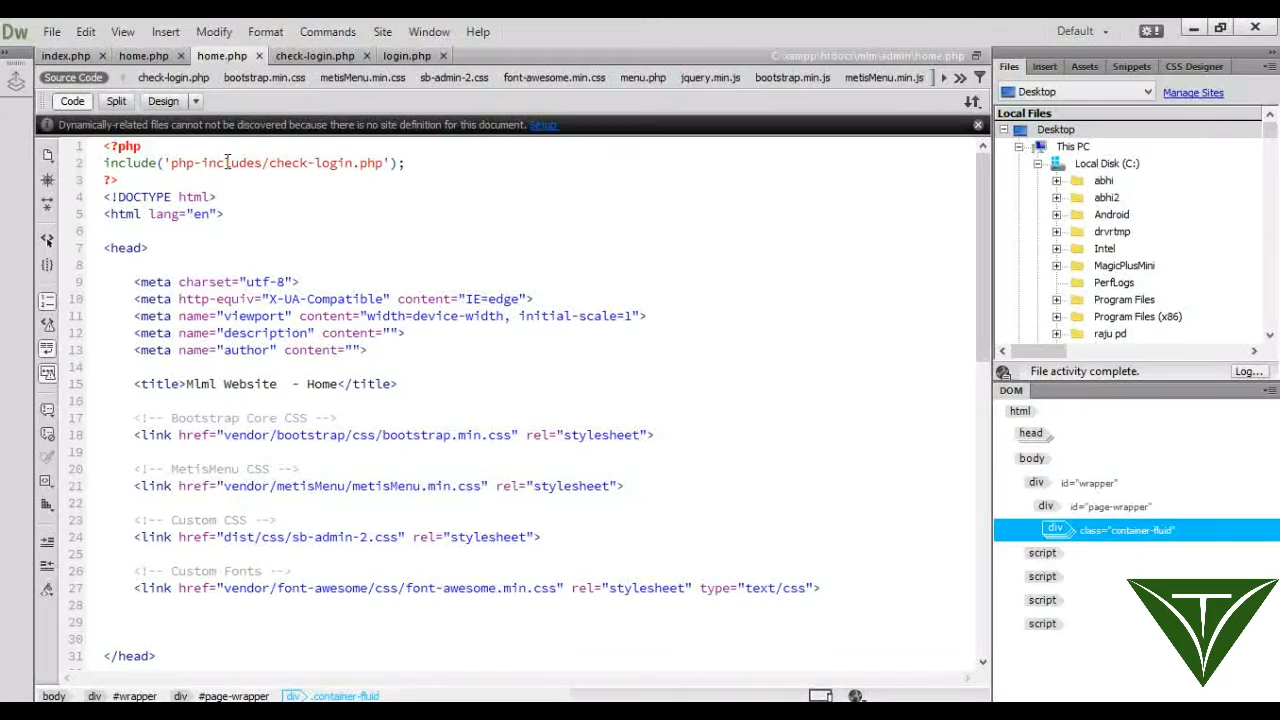 Dw File Edit View Insert Modify Format Commands Site Window Help Default
index.php × home.php × home.php × check-login.php × login.php × C:\xampp\htdocs\mlm\admin\home.php
Source Code check-login.php bootstrap.min.css metisMenu.min.css sb-admin-2.css font-awesome.min.css menu.php jquery.min.js bootstrap.min.js metisMenu.min.js
Code Split Design
Dynamically-related files cannot not be discovered because there is no site definition for this document. Setup
1 <?php
2 include('php-includes/check-login.php');
3 ?>
4 <!DOCTYPE html>
5 <html lang="en">
6
7 <head>
8
9 <meta charset="utf-8">
10 <meta http-equiv="X-UA-Compatible" content="IE=edge">
11 <meta name="viewport" content="width=device-width, initial-scale=1">
12 <meta name="description" content="">
13 <meta name="author" content="">
14
15 <title>Mlml Website  - Home</title>
16
17 <!-- Bootstrap Core CSS -->
18 <link href="vendor/bootstrap/css/bootstrap.min.css" rel="stylesheet">
19
20 <!-- MetisMenu CSS -->
21 <link href="vendor/metisMenu/metisMenu.min.css" rel="stylesheet">
22
23 <!-- Custom CSS -->
24 <link href="dist/css/sb-admin-2.css" rel="stylesheet">
25
26 <!-- Custom Fonts -->
27 <link href="vendor/font-awesome/css/font-awesome.min.css" rel="stylesheet" type="text/css">
28
29
30
31 </head>
body div #wrapper div #page-wrapper div .container-fluid
Files Insert Assets Snippets CSS Designer
Desktop Manage Sites
Local Files
Desktop
This PC
Local Disk (C:)
abhi
abhi2
Android
drvrtmp
Intel
MagicPlusMini
PerfLogs
Program Files
Program Files (x86)
raju pd
File activity complete. Log...
DOM
html
head
body
div id="wrapper"
div id="page-wrapper"
div class="container-fluid"
script
script
script
script
T